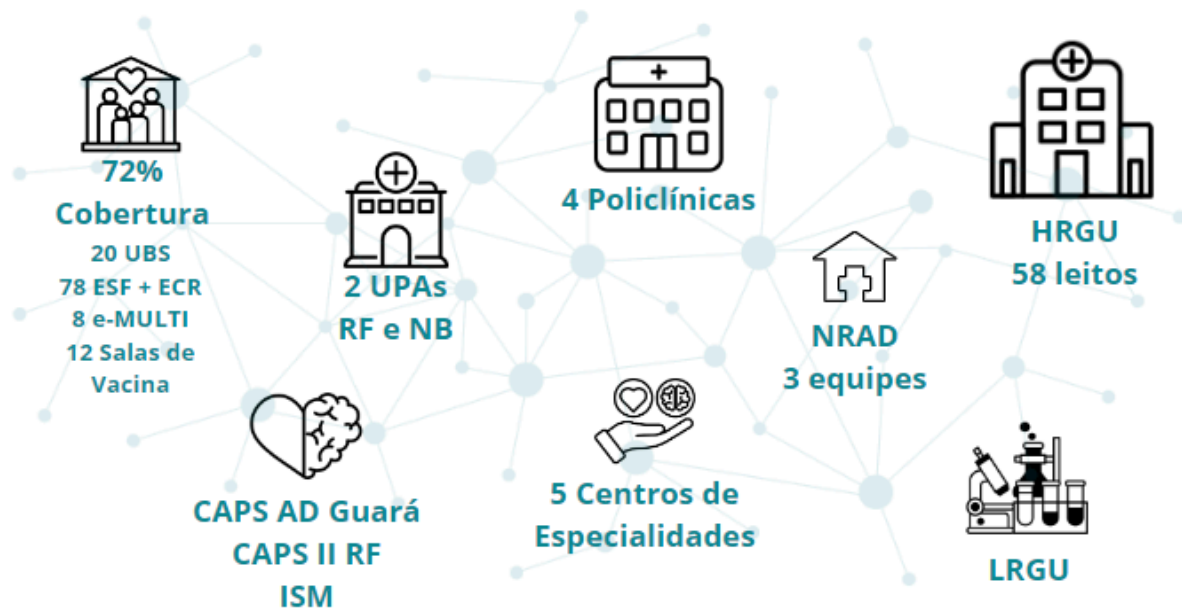 72%
Cobertura
20 UBS
78 ESF + ECR
8 e-MULTI
12 Salas de
Vacina
2 UPAs
RF e NB
4 Policlínicas
HRGU
58 leitos
NRAD
3 equipes
CAPS AD Guará
CAPS II RF
ISM
5 Centros de
Especialidades
LRGU